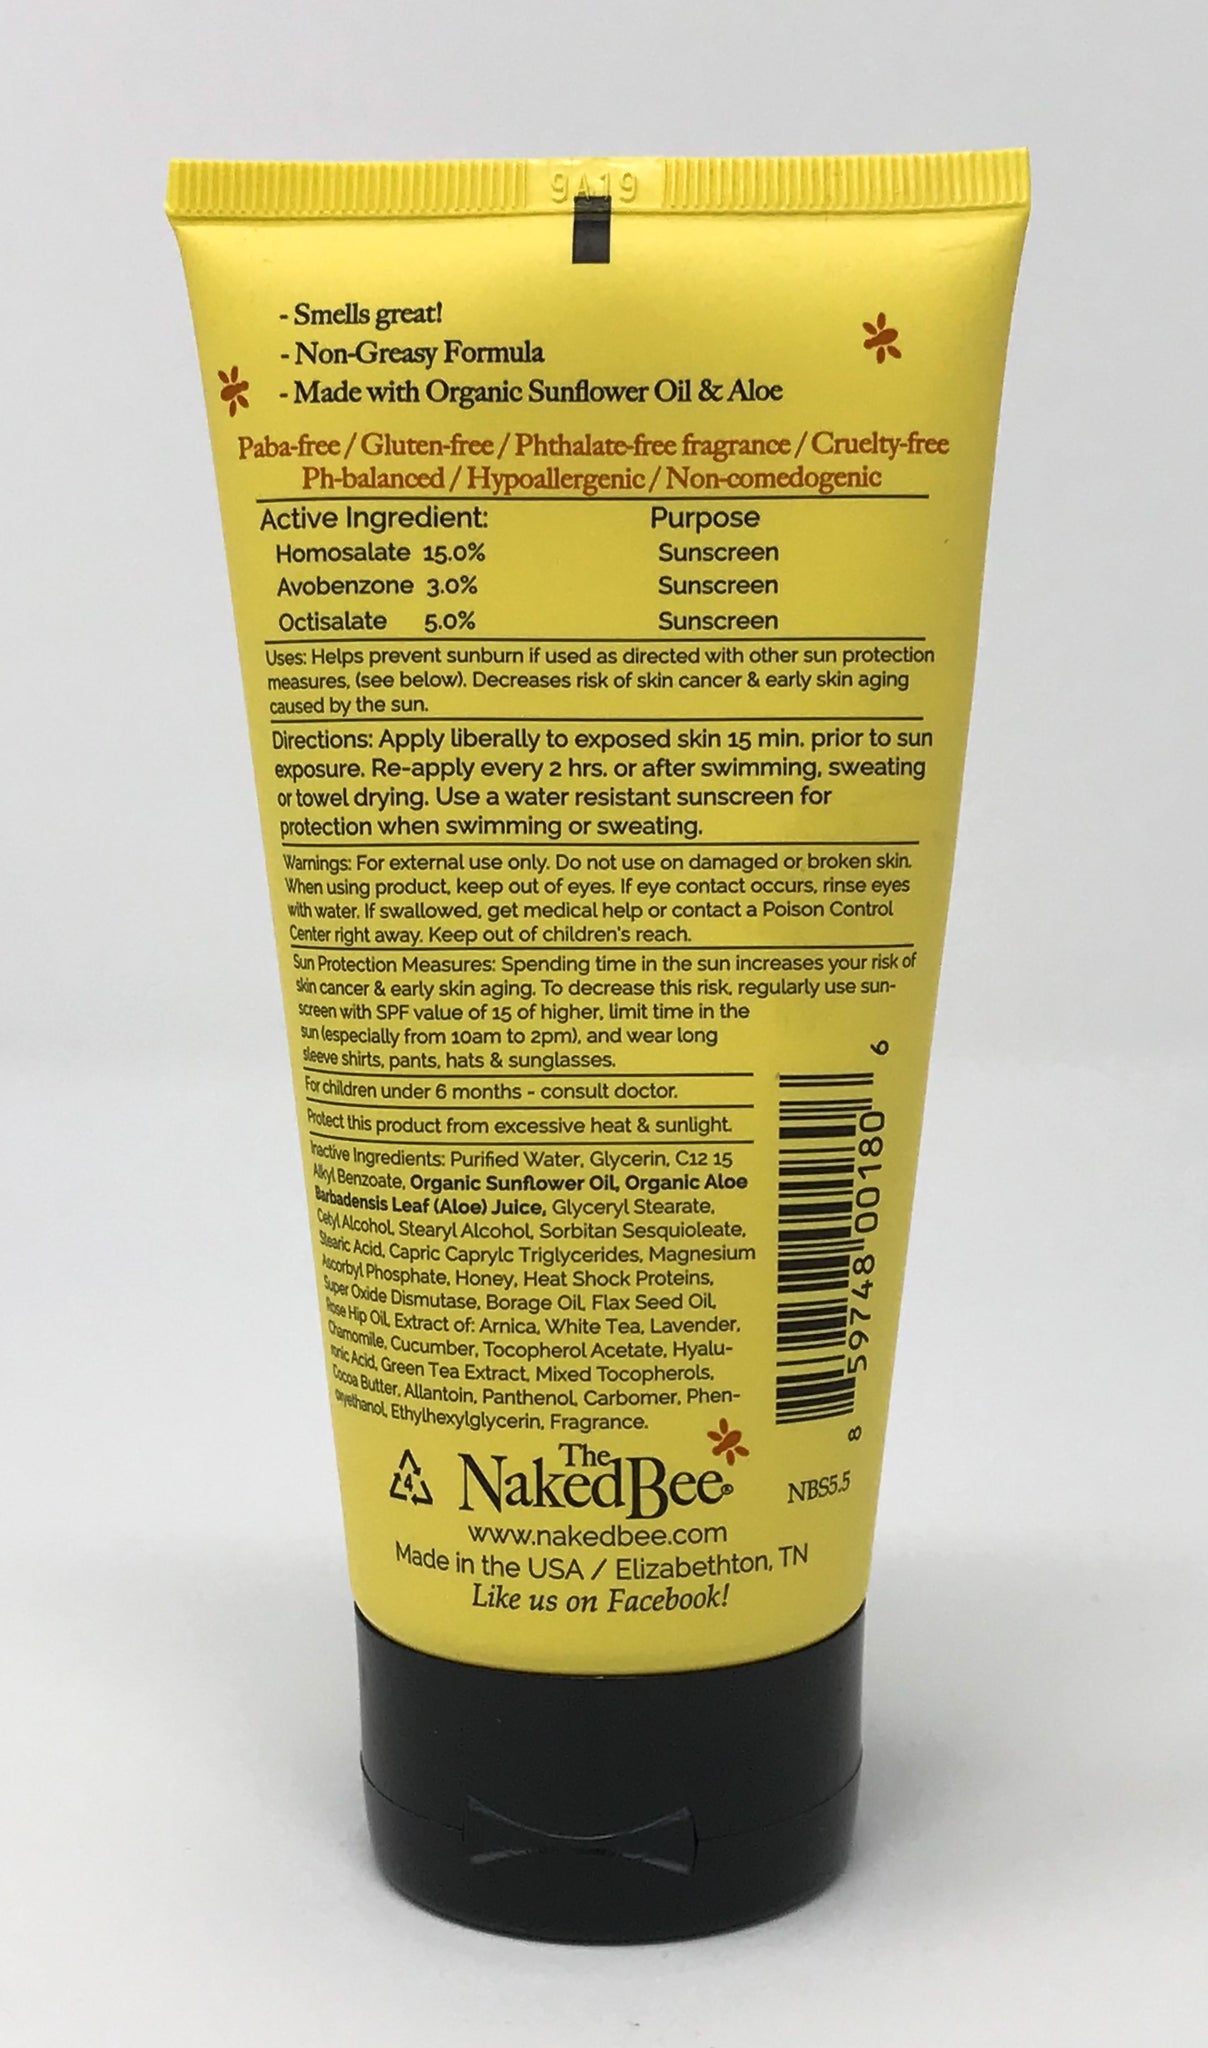 9A19
- Smells great!
- Non-Greasy Formula
- Made with Organic Sunflower Oil & Aloe
Paba-free / Gluten-free / Phthalate-free fragrance / Cruelty-free
Ph-balanced / Hypoallergenic / Non-comedogenic
Active Ingredient: Purpose
Homosalate 15.0% Sunscreen
Avobenzone 3.0% Sunscreen
Octisalate 5.0% Sunscreen
Uses: Helps prevent sunburn if used as directed with other sun protection
measures, (see below). Decreases risk of skin cancer & early skin aging
caused by the sun.
Directions: Apply liberally to exposed skin 15 min. prior to sun
exposure. Re-apply every 2 hrs. or after swimming, sweating
or towel drying. Use a water resistant sunscreen for
protection when swimming or sweating.
Warnings: For external use only. Do not use on damaged or broken skin.
When using product, keep out of eyes. If eye contact occurs, rinse eyes
with water. If swallowed, get medical help or contact a Poison Control
Center right away. Keep out of children's reach.
Sun Protection Measures: Spending time in the sun increases your risk of
skin cancer & early skin aging. To decrease this risk, regularly use sun-
screen with SPF value of 15 of higher, limit time in the
sun (especially from 10am to 2pm), and wear long
sleeve shirts, pants, hats & sunglasses.
For children under 6 months - consult doctor.
Protect this product from excessive heat & sunlight.
Inactive Ingredients: Purified Water, Glycerin, C12 15
Alkyl Benzoate, Organic Sunflower Oil, Organic Aloe
Barbadensis Leaf (Aloe) Juice, Glyceryl Stearate,
Cetyl Alcohol, Stearyl Alcohol, Sorbitan Sesquioleate,
Stearic Acid, Capric Caprylc Triglycerides, Magnesium
Ascorbyl Phosphate, Honey, Heat Shock Proteins,
Super Oxide Dismutase, Borage Oil, Flax Seed Oil,
Rose Hip Oil, Extract of: Arnica, White Tea, Lavender,
Chamomile, Cucumber, Tocopherol Acetate, Hyalu-
ronic Acid, Green Tea Extract, Mixed Tocopherols,
Cocoa Butter, Allantoin, Panthenol, Carbomer, Phen-
oxyethanol, Ethylhexylglycerin, Fragrance.
8 59748 00180 6
4
The
Naked Bee®
NBS5.5
www.nakedbee.com
Made in the USA / Elizabethton, TN
Like us on Facebook!